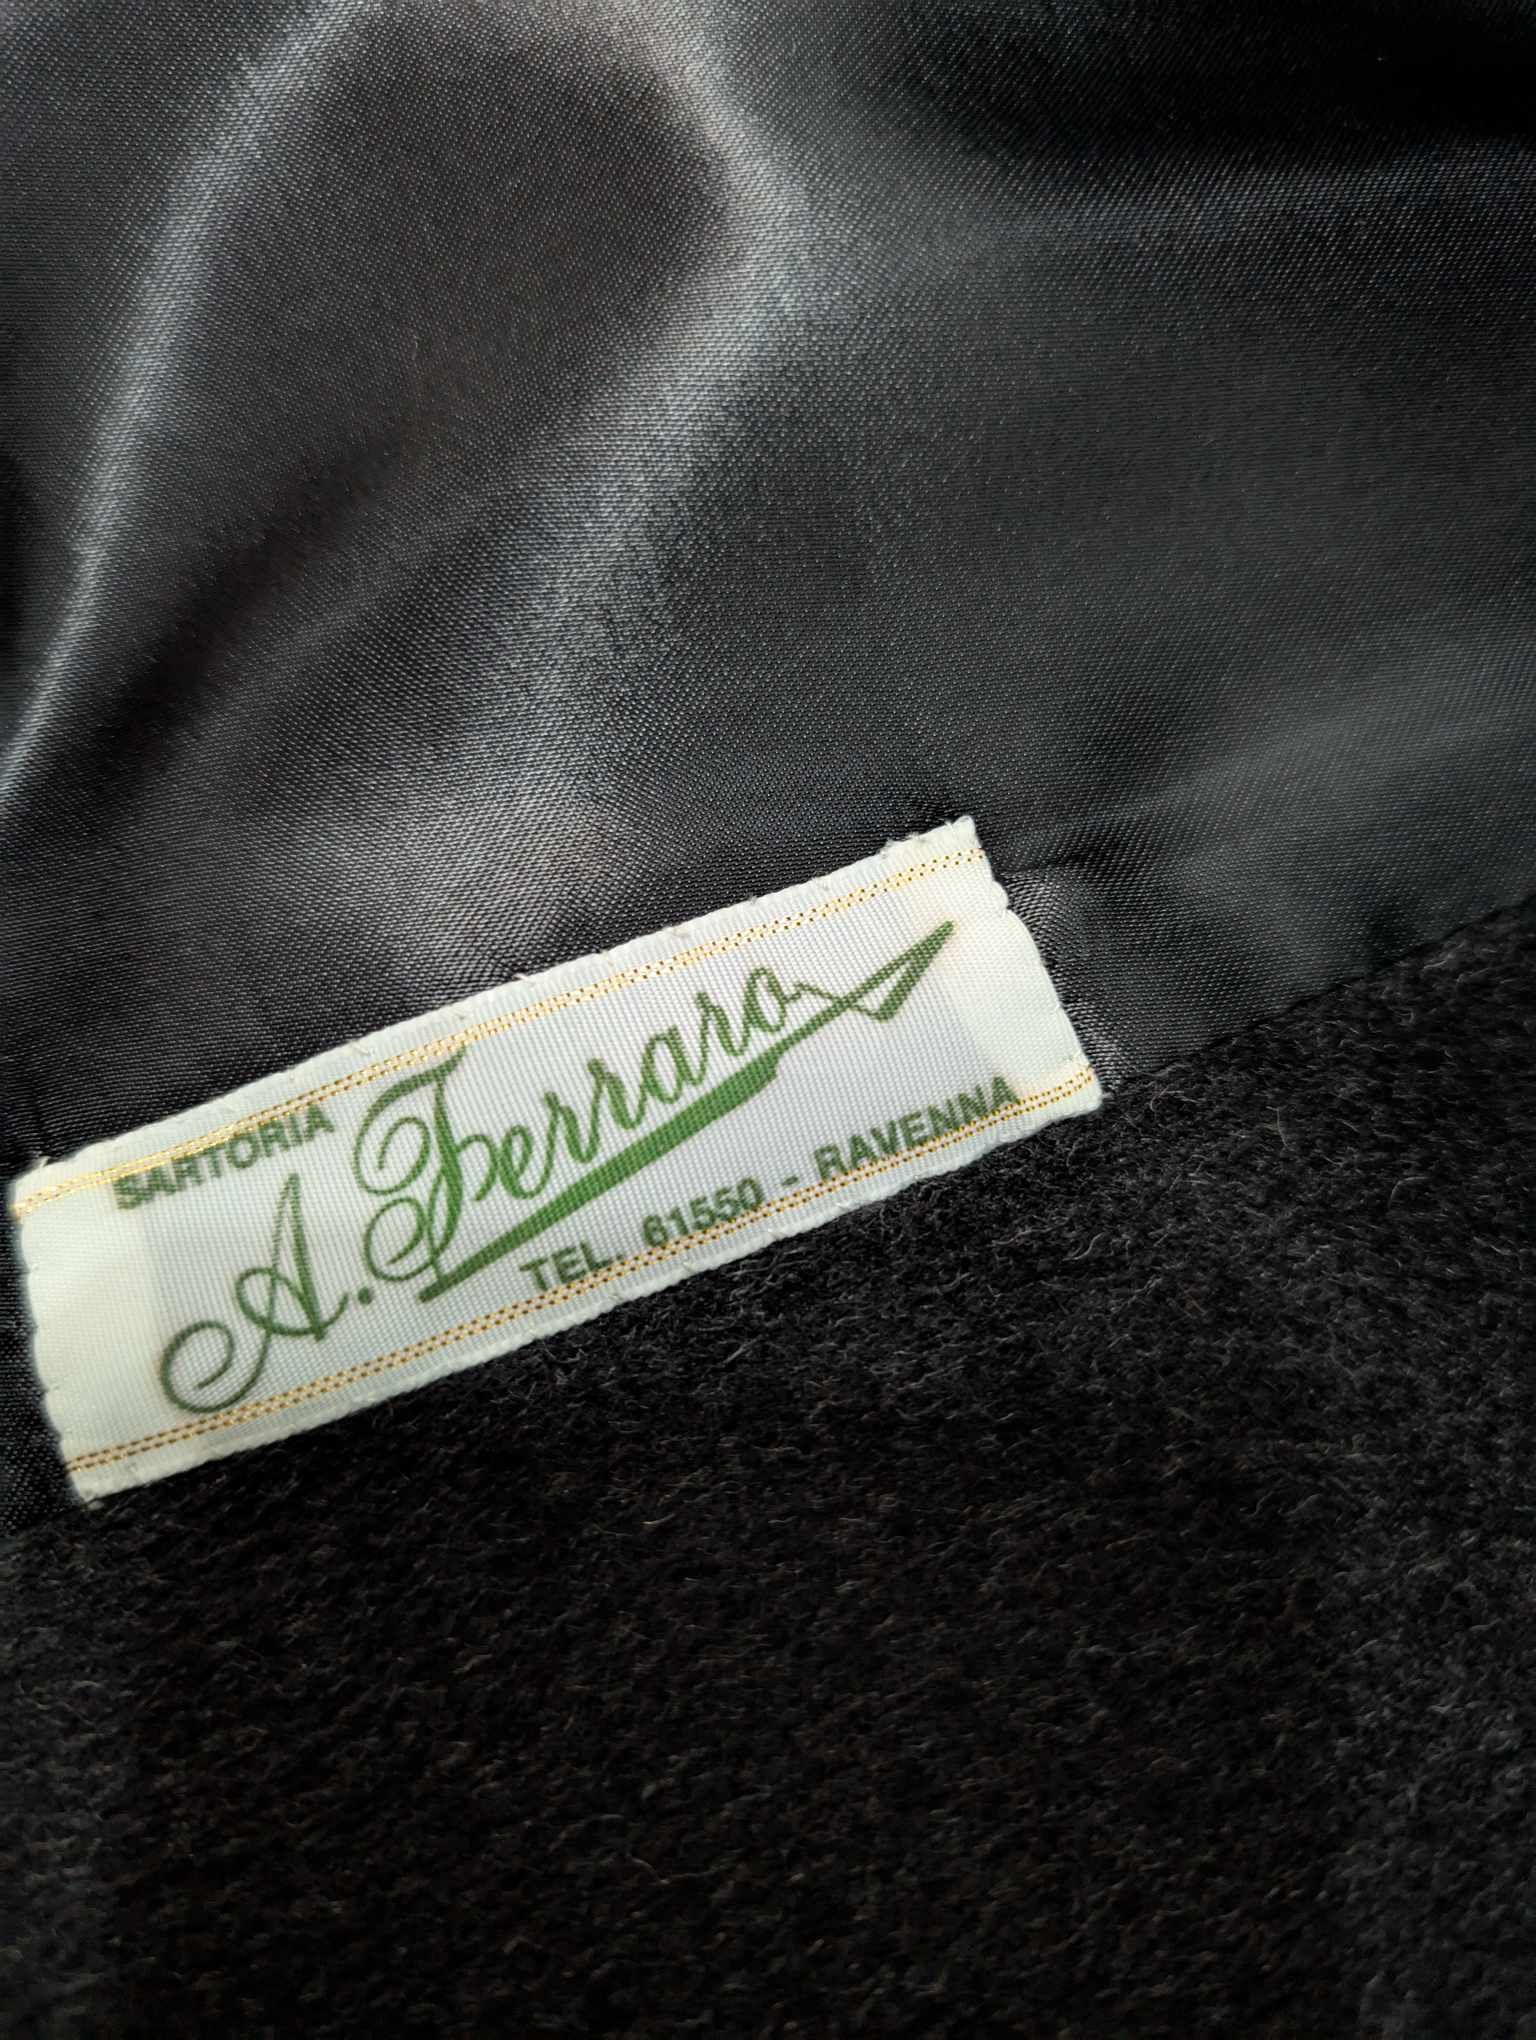 SARTORIA
A. Ferraro
TEL. 61550 - RAVENNA